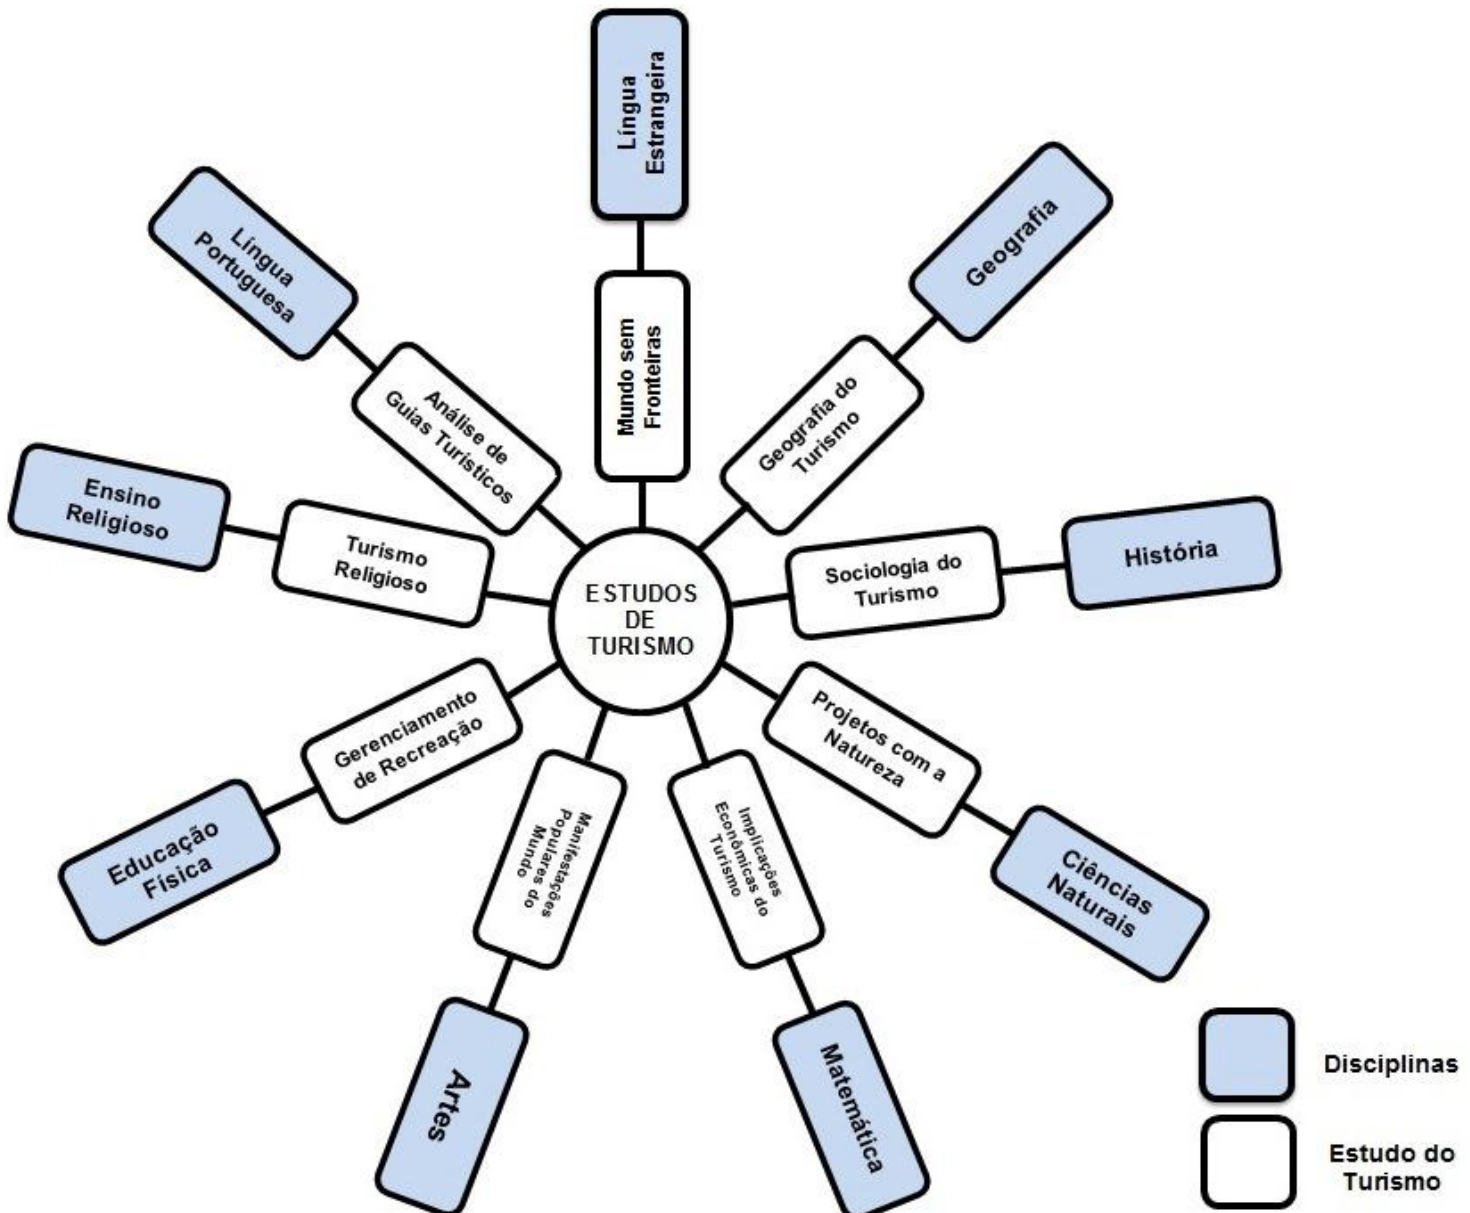 Língua
Estrangeira
Mundo sem
Fronteiras
Geografia
Geografia do
Turismo
História
Sociologia do
Turismo
Ciências
Naturais
Projetos com a
Natureza
Matemática
Implicações
Econômicas do
Turismo
Artes
Manifestações
Populares do
Mundo
Educação
Física
Gerenciamento
de Recreação
Ensino
Religioso
Turismo
Religioso
Língua
Portuguesa
Análise de
Guias Turísticos
ESTUDOS
DE
TURISMO
Disciplinas
Estudo do
Turismo